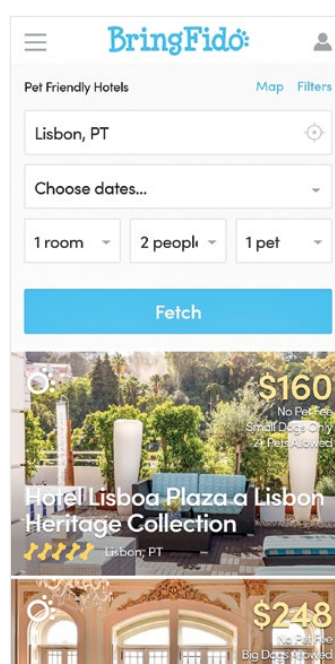 BringFido
Pet Friendly Hotels
Map Filters
Lisbon, PT
Choose dates...
1 room
2 people
1 pet
Fetch
$160
No Pet Fee
Small Dogs Only
2+ Pets Allowed
Hotel Lisboa Plaza a Lisbon
Heritage Collection
Lisbon, PT
$248
No Pet Fee
Big Dogs Allowed